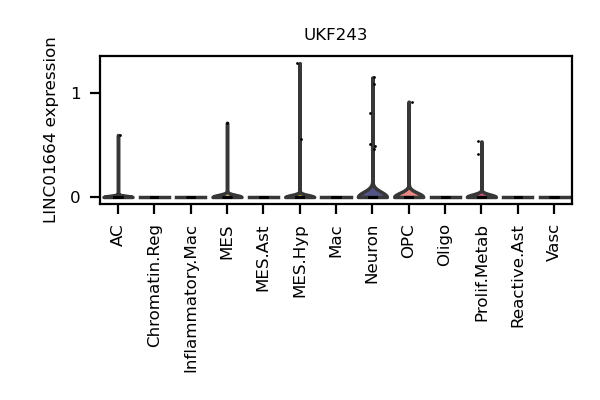 UKF243
LINC01664 expression
1
0
AC
Chromatin.Reg
Inflammatory.Mac
MES
MES.Ast
MES.Hyp
Mac
Neuron
OPC
Oligo
Prolif.Metab
Reactive.Ast
Vasc